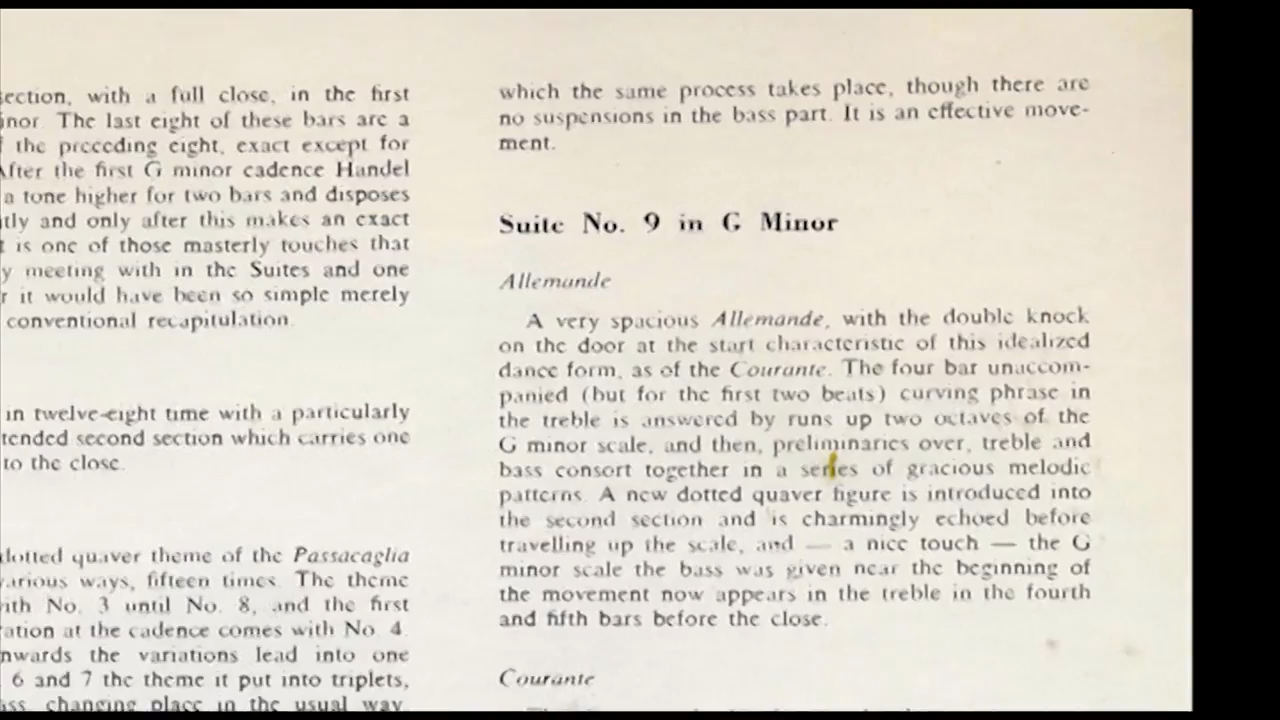 section, with a full close, in the first
inor. The last eight of these bars are a
the preceding eight, exact except for
After the first G minor cadence Handel
a tone higher for two bars and disposes
tly and only after this makes an exact
is one of those masterly touches that
y meeting with in the Suites and one
r it would have been so simple merely
conventional recapitulation.
in twelve-eight time with a particularly
tended second section which carries one
to the close.
dotted quaver theme of the Passacaglia
various ways, fifteen times. The theme
ith No. 3 until No. 8, and the first
ration at the cadence comes with No. 4.
nwards the variations lead into one
6 and 7 the theme it put into triplets,
ass, changing place in the usual way.
which the same process takes place, though there are
no suspensions in the bass part. It is an effective move-
ment.
Suite No. 9 in G Minor
Allemande
A very spacious Allemande, with the double knock
on the door at the start characteristic of this idealized
dance form, as of the Courante. The four bar unaccom-
panied (but for the first two beats) curving phrase in
the treble is answered by runs up two octaves of the
G minor scale, and then, preliminaries over, treble and
bass consort together in a series of gracious melodic
patterns. A new dotted quaver figure is introduced into
the second section and is charmingly echoed before
travelling up the scale, and — a nice touch — the G
minor scale the bass was given near the beginning of
the movement now appears in the treble in the fourth
and fifth bars before the close.
Courante